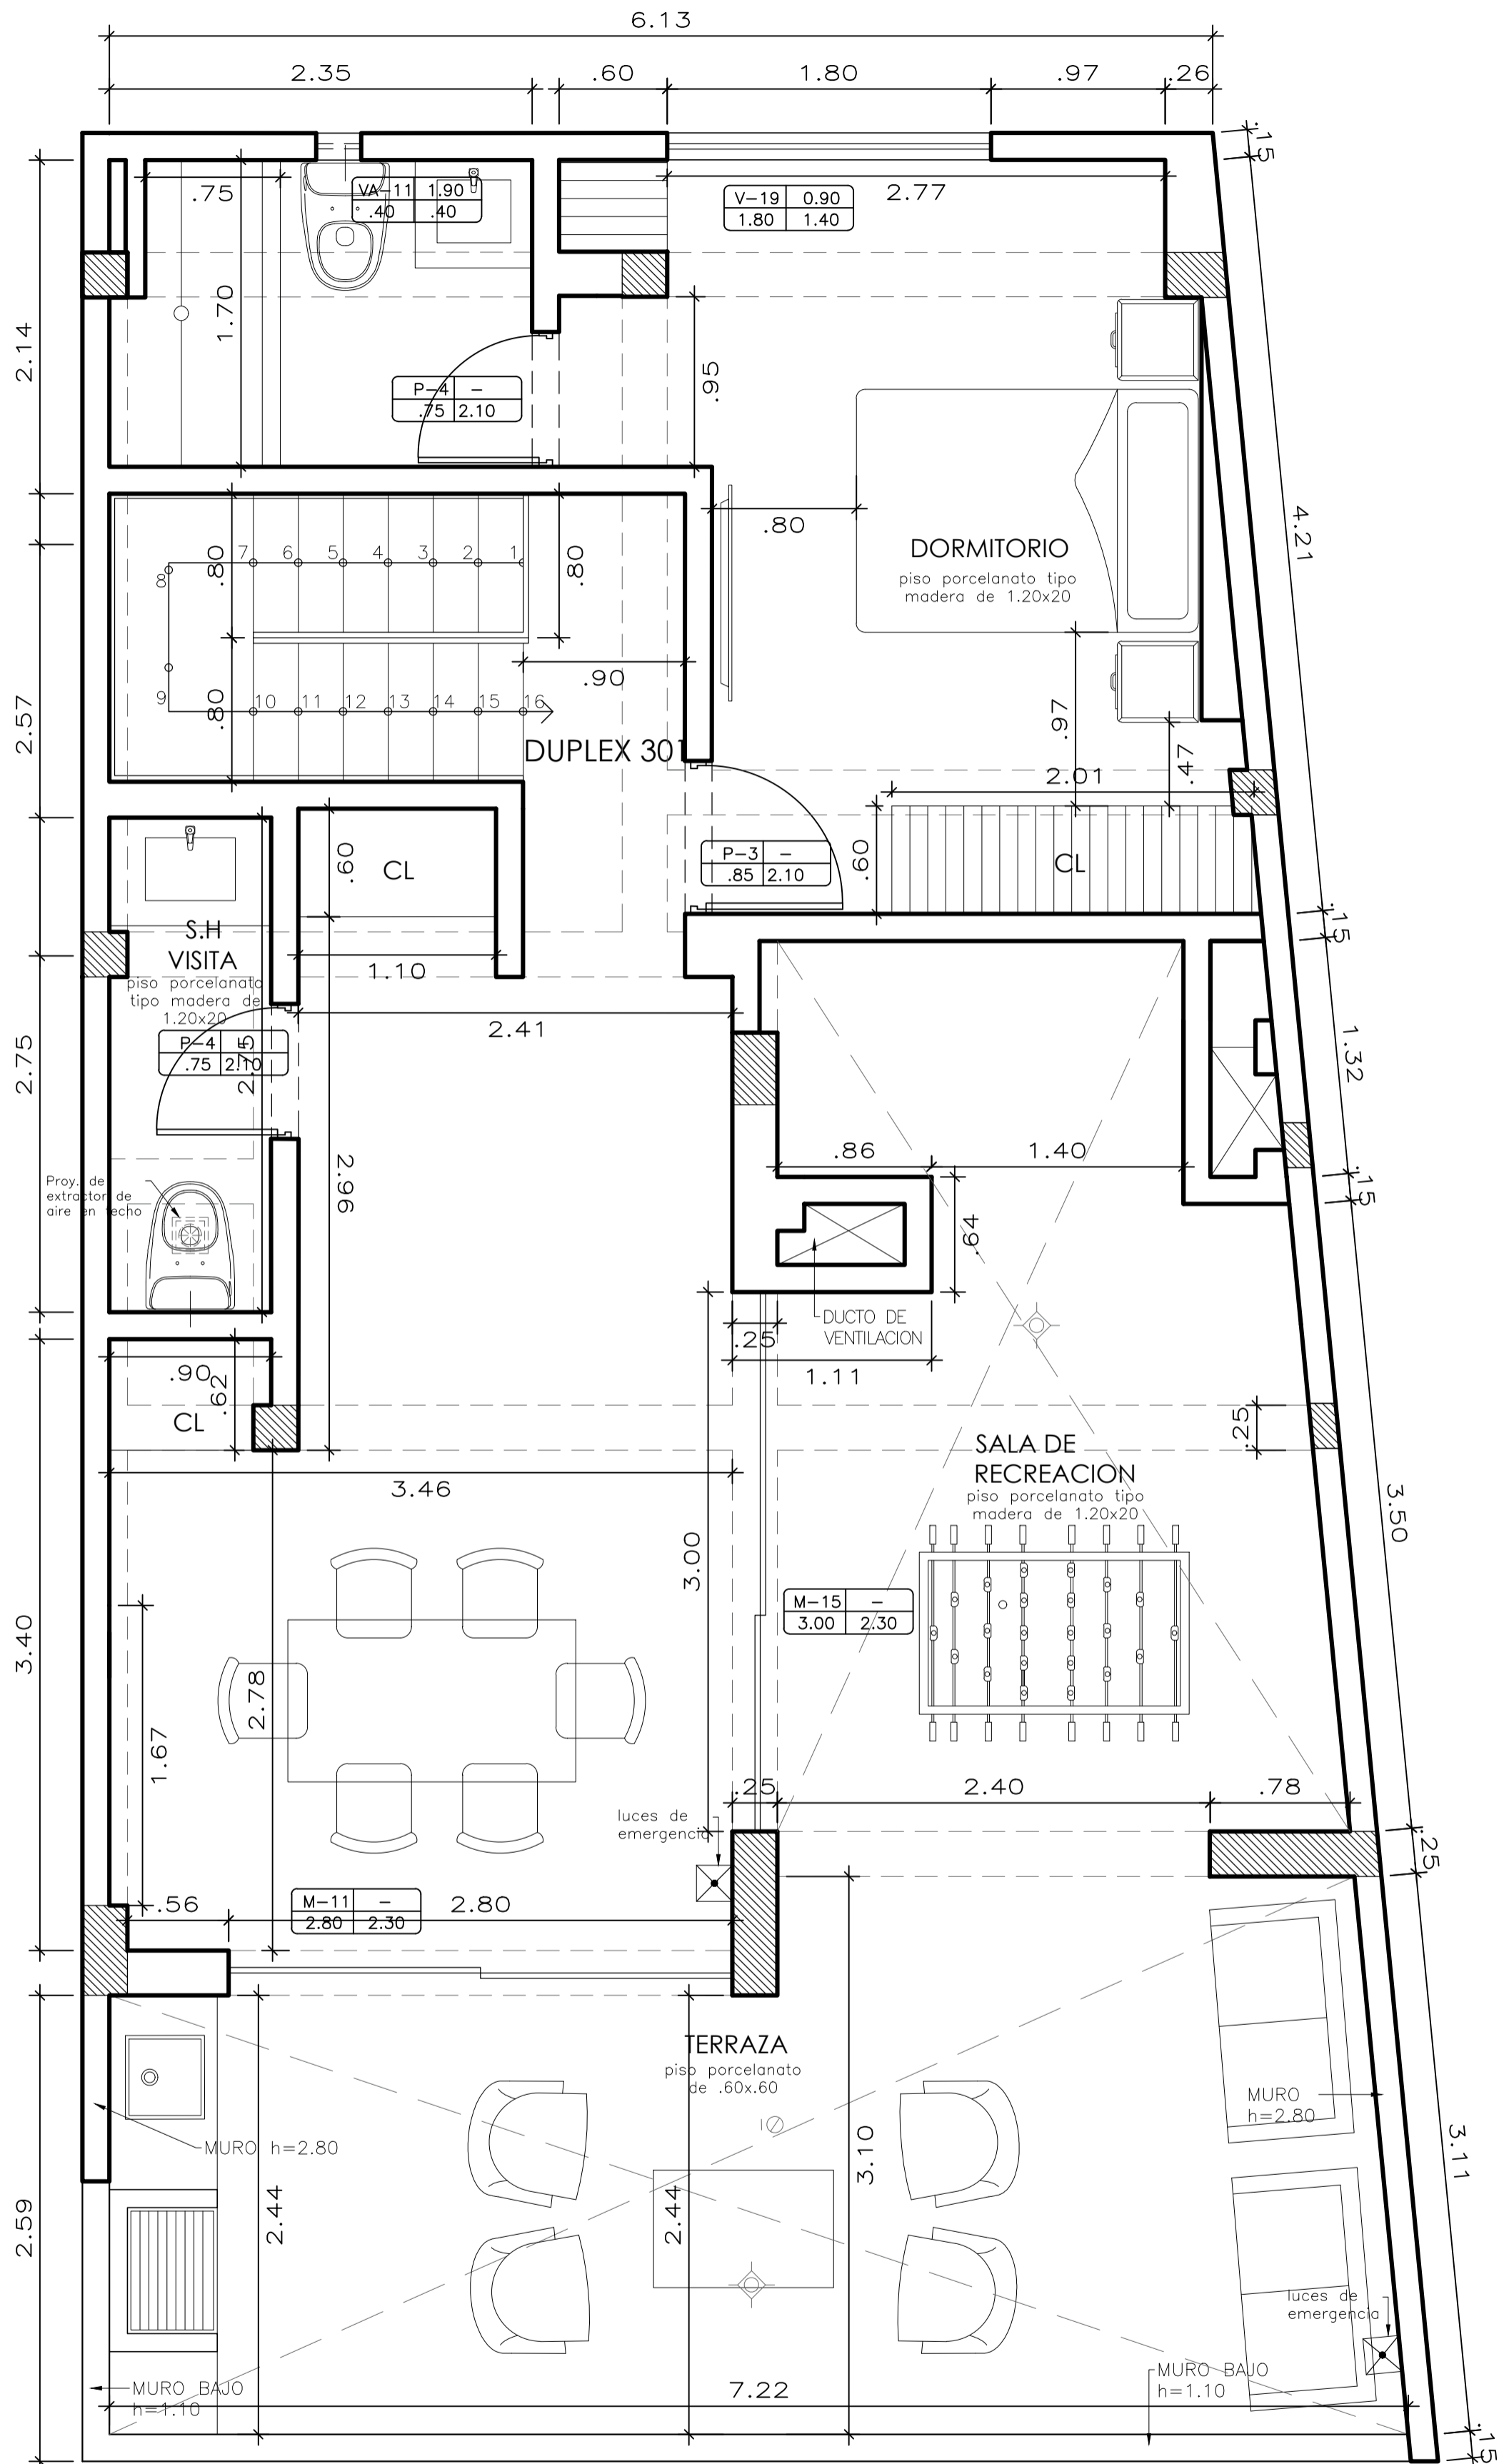 6.13
2.35
.60
1.80
.97
.26
.15
.75
VA-11 1.90
.40 .40
V-19 0.90
1.80 1.40
2.77
1.70
2.14
P-4 -
.75 2.10
.95
4.21
.80
DORMITORIO
piso porcelanato tipo
madera de 1.20x20
7 6 5 4 3 2 1
8
.80
.80
.90
9
.80
10 11 12 13 14 15 16
2.57
DUPLEX 301
.97
.47
2.01
.60
CL
P-3 -
.85 2.10
.60
CL
.15
S.H
VISITA
piso porcelanato
tipo madera de
1.20x20
1.10
2.41
P-4 -
.75 2.10
2.75
2.75
1.32
.86
1.40
2.96
Proy. de
extractor de
aire en techo
.15
.64
DUCTO DE
VENTILACION
.25
1.11
.90
.62
CL
.25
SALA DE
RECREACION
piso porcelanato tipo
madera de 1.20x20
3.46
3.50
3.00
M-15 -
3.00 2.30
3.40
2.78
1.67
.25
2.40
.78
luces de
emergencia
.25
.56
M-11 -
2.80 2.30
2.80
TERRAZA
piso porcelanato
de .60x.60
MURO
h=2.80
MURO h=2.80
3.10
3.11
2.59
2.44
2.44
luces de
emergencia
MURO BAJO
h=1.10
7.22
MURO BAJO
h=1.10
.15